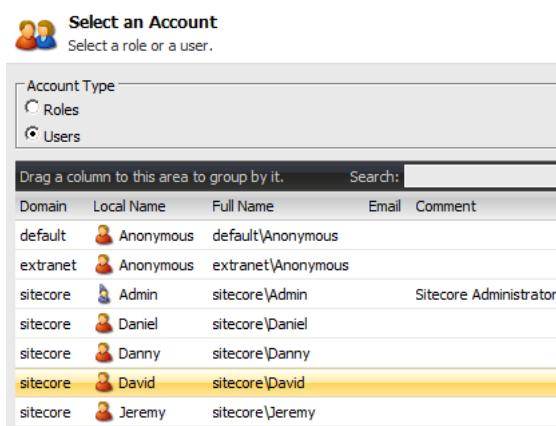 Select an Account
Select a role or a user.
Account Type
Roles
Users
Drag a column to this area to group by it. Search:
Domain Local Name Full Name Email Comment
default Anonymous default\Anonymous
extranet Anonymous extranet\Anonymous
sitecore Admin sitecore\Admin Sitecore Administrator
sitecore Daniel sitecore\Daniel
sitecore Danny sitecore\Danny
sitecore David sitecore\David
sitecore Jeremy sitecore\Jeremy